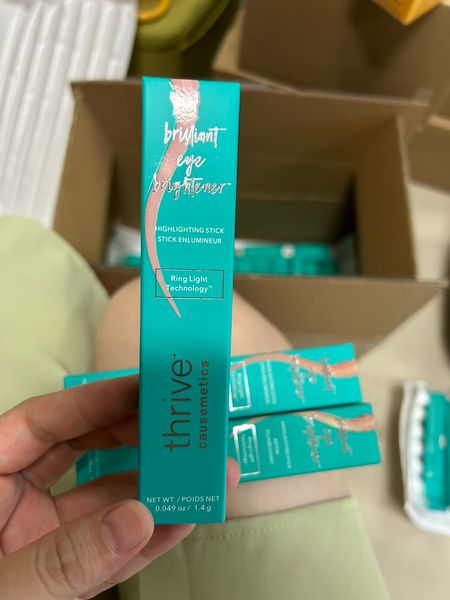 brilliant
eye
brightener™
HIGHLIGHTING STICK
STICK ENLUMINEUR
Ring Light
Technology™
thrive™
causemetics
NET WT / POIDS NET
0.049 oz / 1.4 g